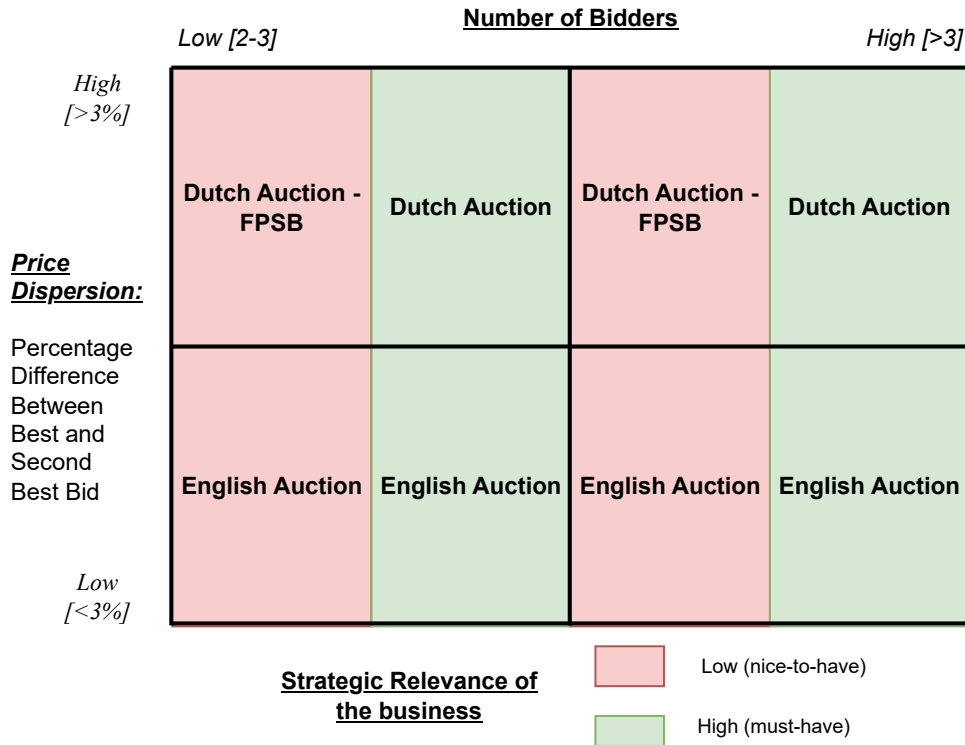 Number of Bidders
Low [2-3]
High [>3]
High
[>3%]
Dutch Auction -
FPSB
Dutch Auction
Dutch Auction -
FPSB
Dutch Auction
Price
Dispersion:
Percentage
Difference
Between
Best and
Second
Best Bid
English Auction
English Auction
English Auction
English Auction
Low
[<3%]
Strategic Relevance of
the business
Low (nice-to-have)
High (must-have)